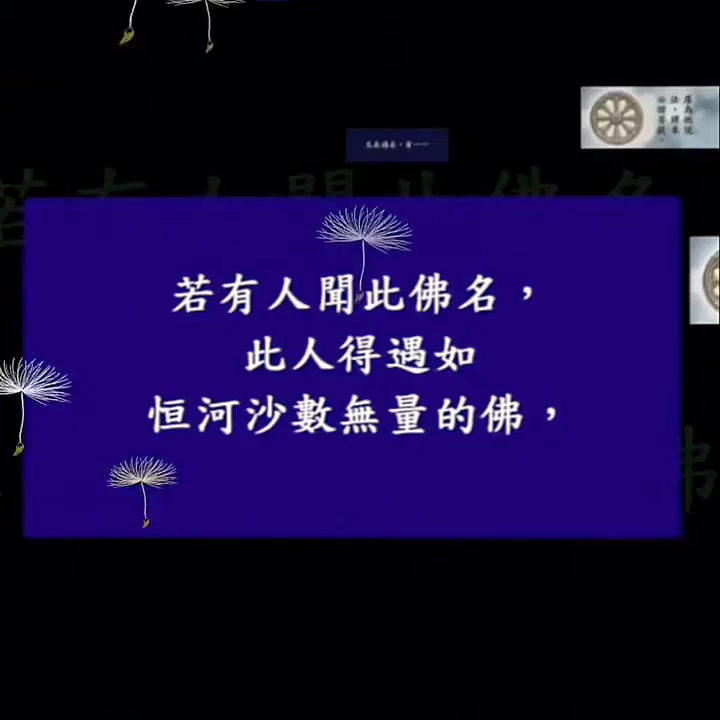 若有人聞此佛名，
此人得遇如
恒河沙數無量的佛，